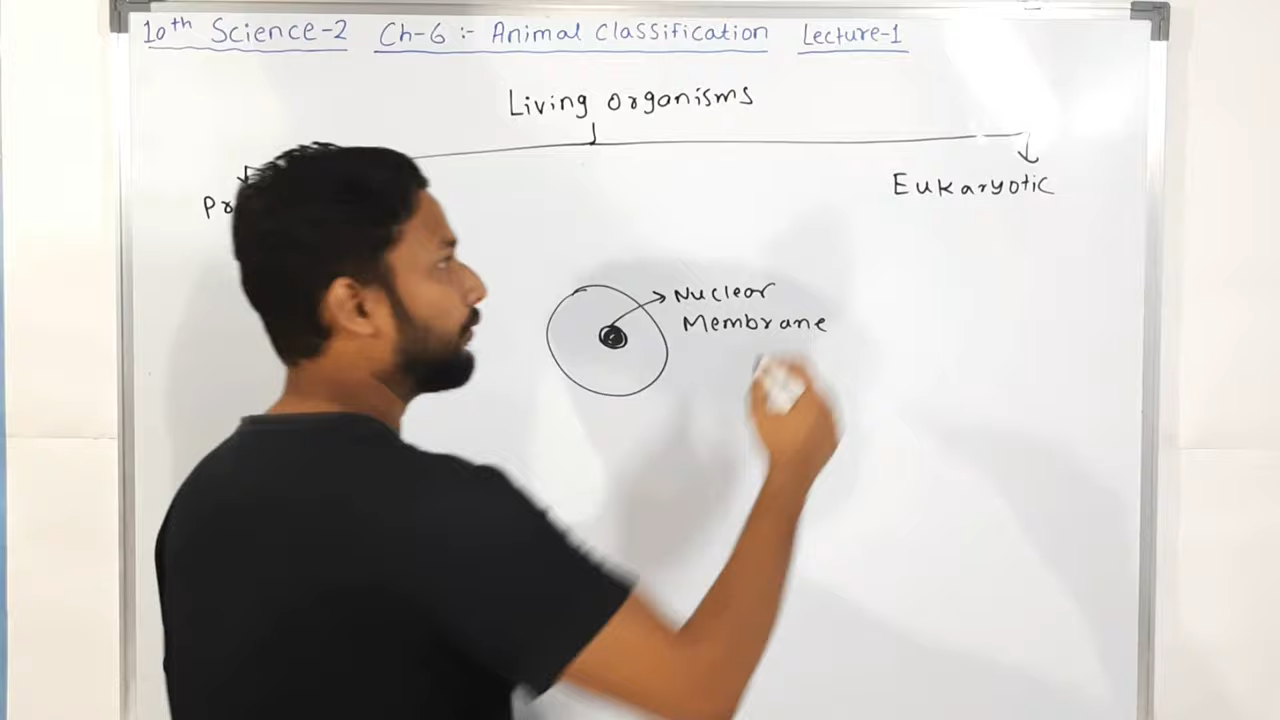 10th Science-2 Ch-6 :- Animal Classification Lecture-1
Living organisms
Eukaryotic
Nuclear
Membrane